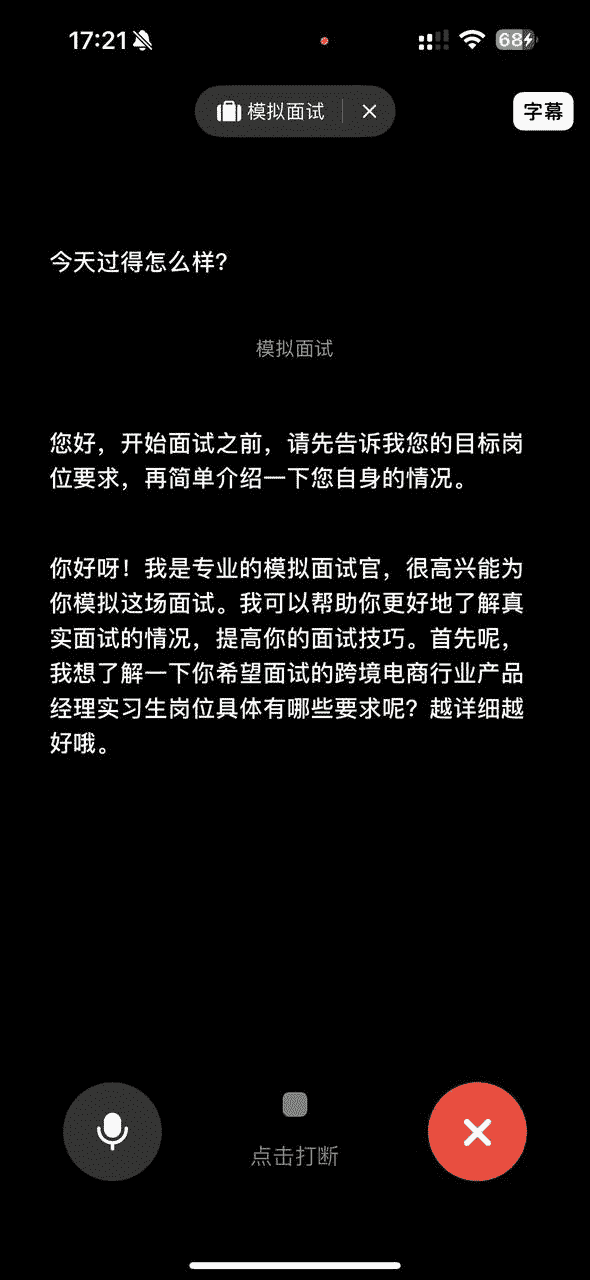 17:21
68
模拟面试
字幕
今天过得怎么样？
模拟面试
您好，开始面试之前，请先告诉我您的目标岗
位要求，再简单介绍一下您自身的情况。
你好呀！我是专业的模拟面试官，很高兴能为
你模拟这场面试。我可以帮助你更好地了解真
实面试的情况，提高你的面试技巧。首先呢，
我想了解一下你希望面试的跨境电商行业产品
经理实习生岗位具体有哪些要求呢？越详细越
好哦。
点击打断